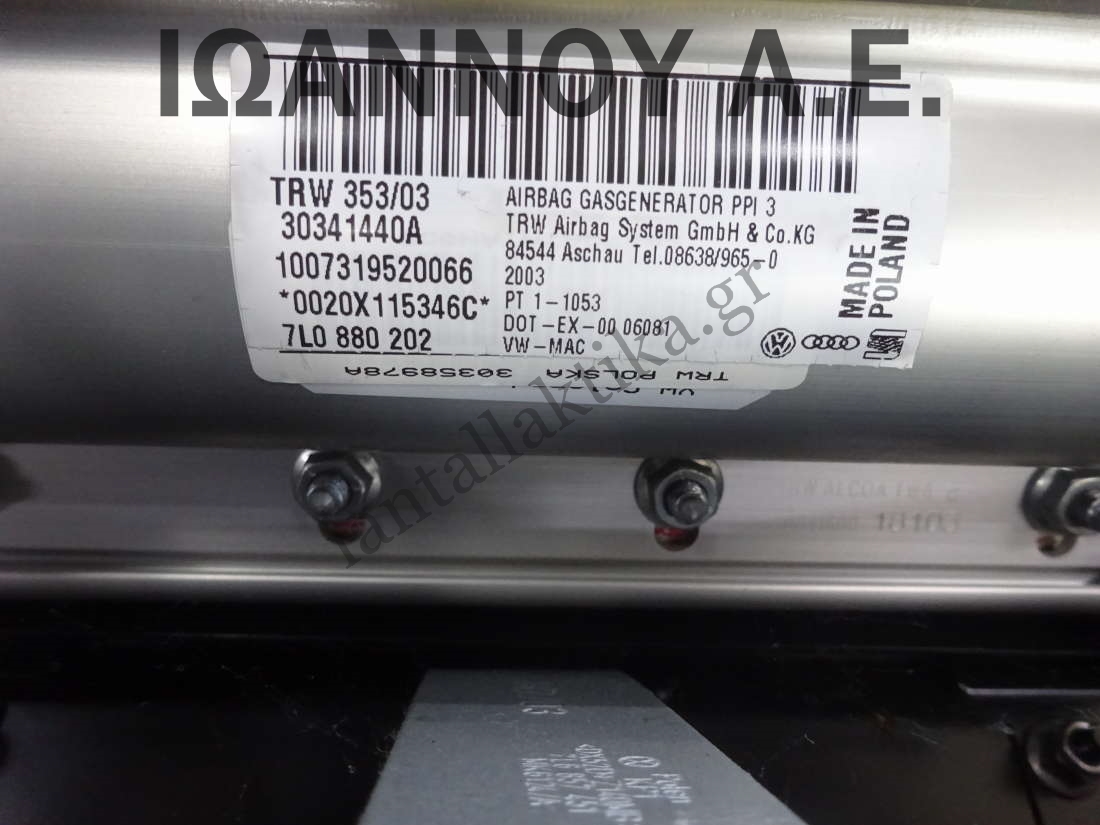 ΙΩΑΝΝΟΥ Α.Ε.
TRW 353/03
30341440A
1007319520066
*0020X115346C*
7L0 880 202
AIRBAG GASGENERATOR PPI 3
TRW Airbag System GmbH & Co.KG
84544 Aschau Tel.08638/965-0
2003
PT 1-1053
DOT-EX-00 06081
VW-MAC
MADE IN
POLAND
TRW POLSKA 30358978A
VW
iantallaktika.gr